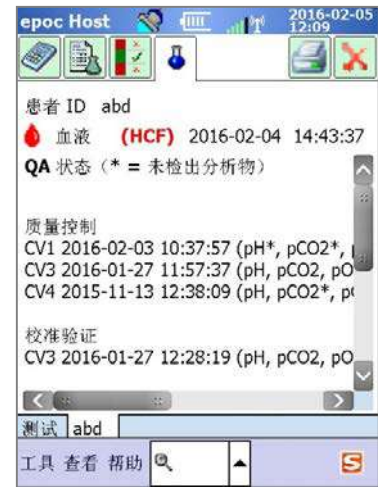 epoc Host 2016-02-05
12:09
患者 ID abd
血液 (HCF) 2016-02-04 14:43:37
QA 状态 (* = 未检出分析物)
质量控制
CV1 2016-02-03 10:37:57 (pH*, pCO2*,
CV3 2016-01-27 11:57:37 (pH, pCO2, pO
CV4 2015-11-13 12:38:09 (pH, pCO2*,
校准验证
CV3 2016-01-27 12:28:19 (pH, pCO2, pO
测试 abd
工具 查看 帮助